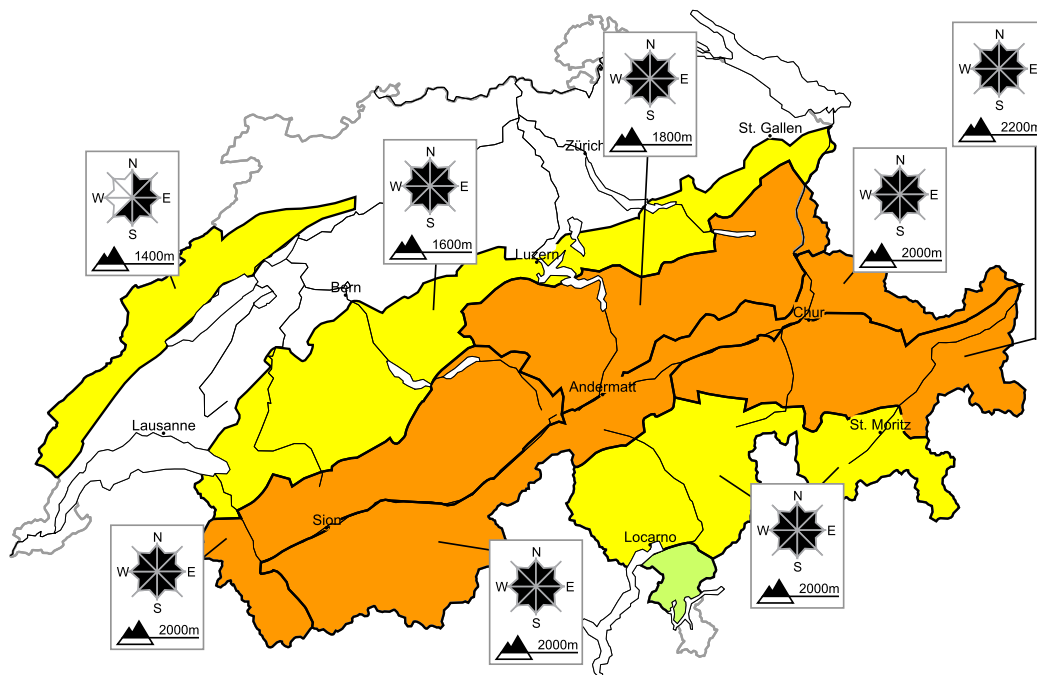 N
W E
S
1800m
N
W E
S
2200m
St. Gallen
Zürich
N
W E
S
1400m
N
W E
S
1600m
N
W E
S
2000m
Luzern
Bern
Chur
Andermatt
Lausanne
St. Moritz
Sion
Locarno
N
W E
S
2000m
N
W E
S
2000m
N
W E
S
2000m